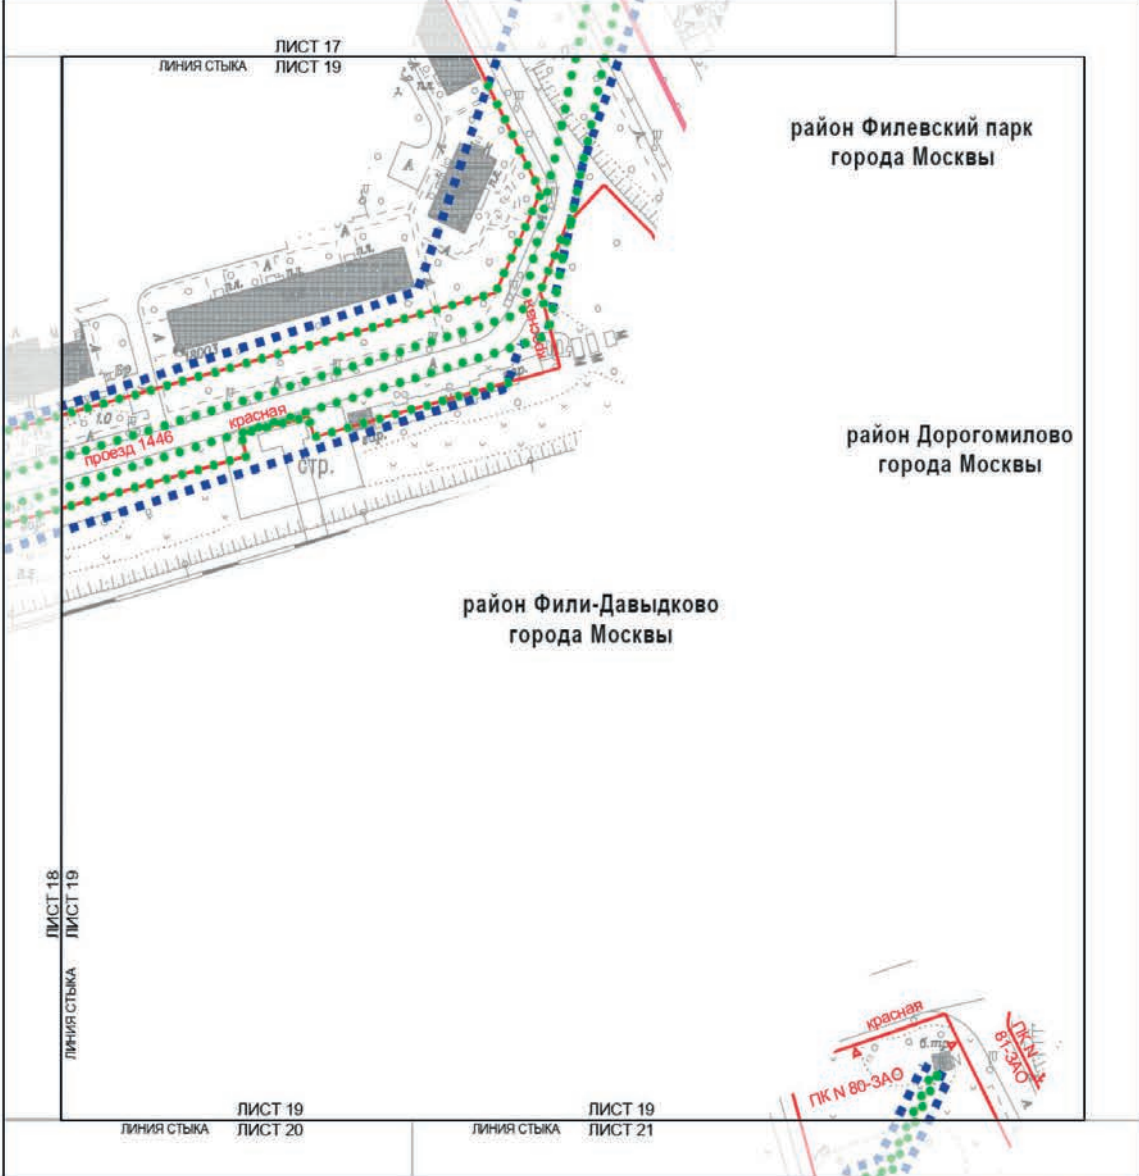 ЛИСТ 17
ЛИНИЯ СТЫКА ЛИСТ 19
район Филевский парк
города Москвы
район Дорогомилово
города Москвы
красная
красная
проезд 1446
стр.
район Фили-Давыдково
города Москвы
ЛИСТ 18
ЛИСТ 19
ЛИНИЯ СТЫКА
красная
б.тр.
ПК N 80-ЗАО
ПК N
81-ЗАО
ЛИСТ 19
ЛИНИЯ СТЫКА ЛИСТ 20
ЛИСТ 19
ЛИНИЯ СТЫКА ЛИСТ 21